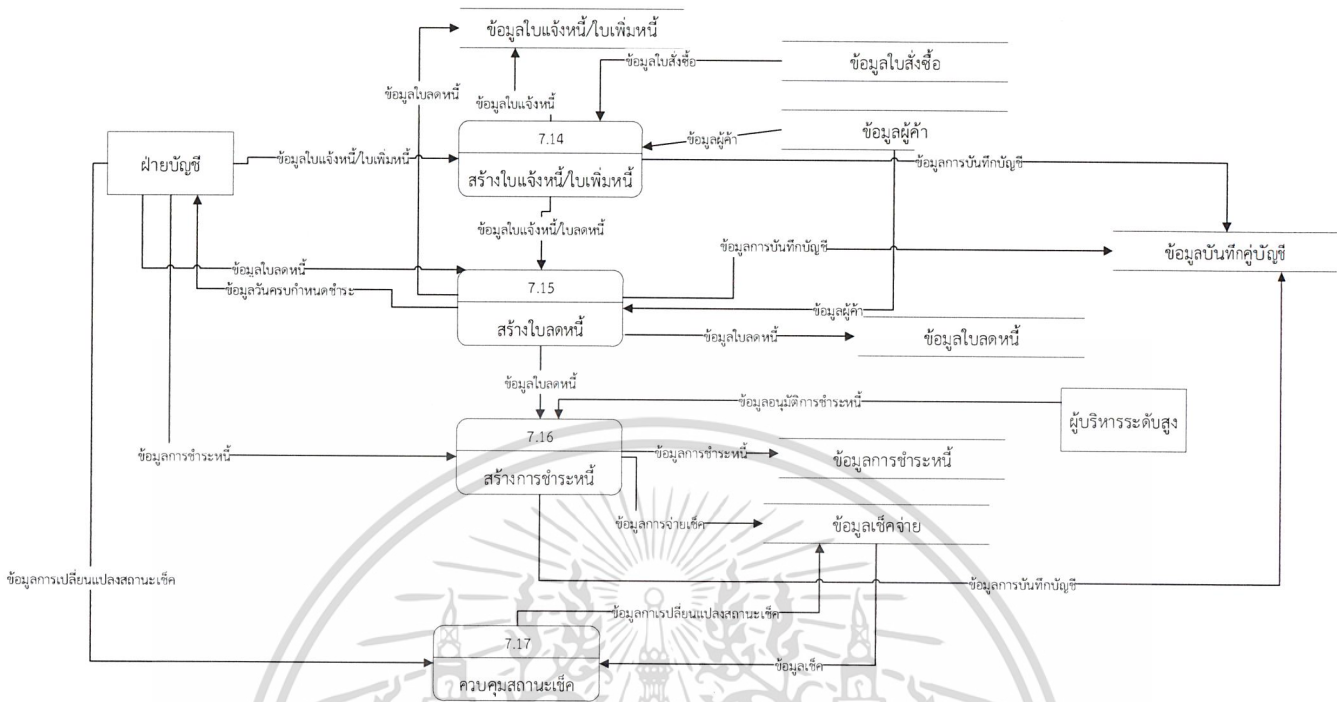 ข้อมูลใบแจ้งหนี้/ใบเพิ่มหนี้
ข้อมูลใบสั่งซื้อ
ข้อมูลใบสั่งซื้อ
ข้อมูลใบลดหนี้
ข้อมูลใบแจ้งหนี้
ข้อมูลผู้ค้า
ข้อมูลผู้ค้า
7.14
ฝ่ายบัญชี
ข้อมูลใบแจ้งหนี้/ใบเพิ่มหนี้
สร้างใบแจ้งหนี้/ใบเพิ่มหนี้
ข้อมูลการบันทึกบัญชี
ข้อมูลใบแจ้งหนี้/ใบลดหนี้
ข้อมูลการบันทึกบัญชี
ข้อมูลบันทึกคู่บัญชี
ข้อมูลใบลดหนี้
ข้อมูลวันครบกำหนดชำระ
7.15
ข้อมูลผู้ค้า
สร้างใบลดหนี้
ข้อมูลใบลดหนี้
ข้อมูลใบลดหนี้
ข้อมูลใบลดหนี้
ข้อมูลอนุมัติการชำระหนี้
ผู้บริหารระดับสูง
7.16
ข้อมูลการชำระหนี้
สร้างการชำระหนี้
ข้อมูลการชำระหนี้
ข้อมูลการชำระหนี้
ข้อมูลการจ่ายเช็ค
ข้อมูลเช็คจ่าย
ข้อมูลการเปลี่ยนแปลงสถานะเช็ค
ข้อมูลการบันทึกบัญชี
ข้อมูลกาเรปลี่ยนแปลงสถานะเช็ค
7.17
ข้อมูลเช็ค
ควบคุมสถานะเช็ค